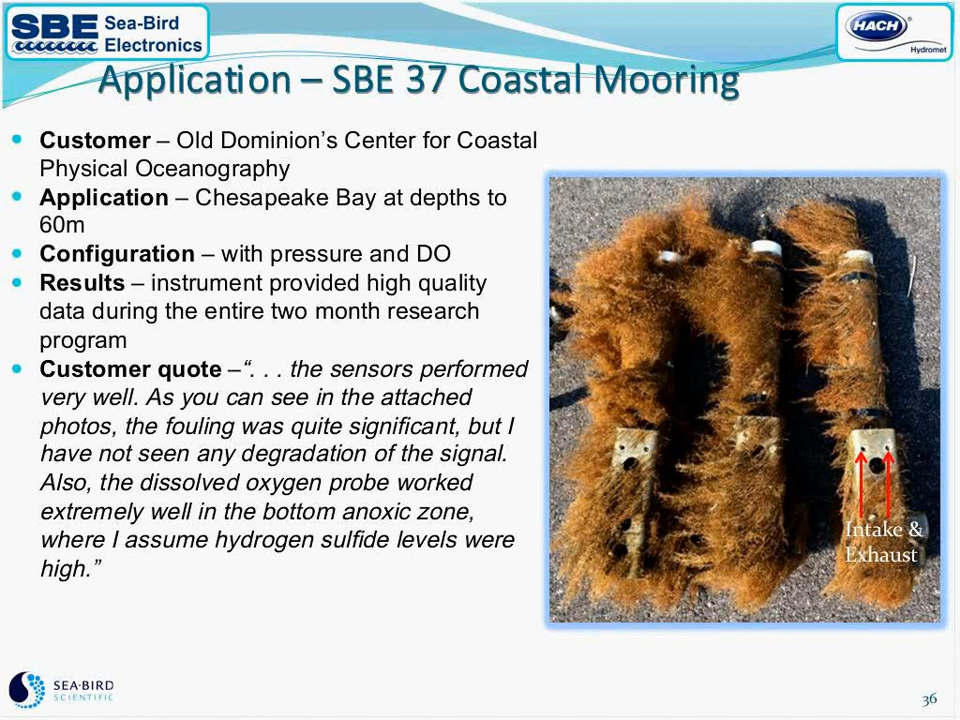 SBE Sea-Bird
Electronics
HACH®
Hydromet
Application – SBE 37 Coastal Mooring
• Customer – Old Dominion’s Center for Coastal
Physical Oceanography
• Application – Chesapeake Bay at depths to
60m
• Configuration – with pressure and DO
• Results – instrument provided high quality
data during the entire two month research
program
• Customer quote –“. . . the sensors performed
very well. As you can see in the attached
photos, the fouling was quite significant, but I
have not seen any degradation of the signal.
Also, the dissolved oxygen probe worked
extremely well in the bottom anoxic zone,
where I assume hydrogen sulfide levels were
high.”
Intake &
Exhaust
SEA·BIRD
SCIENTIFIC
36